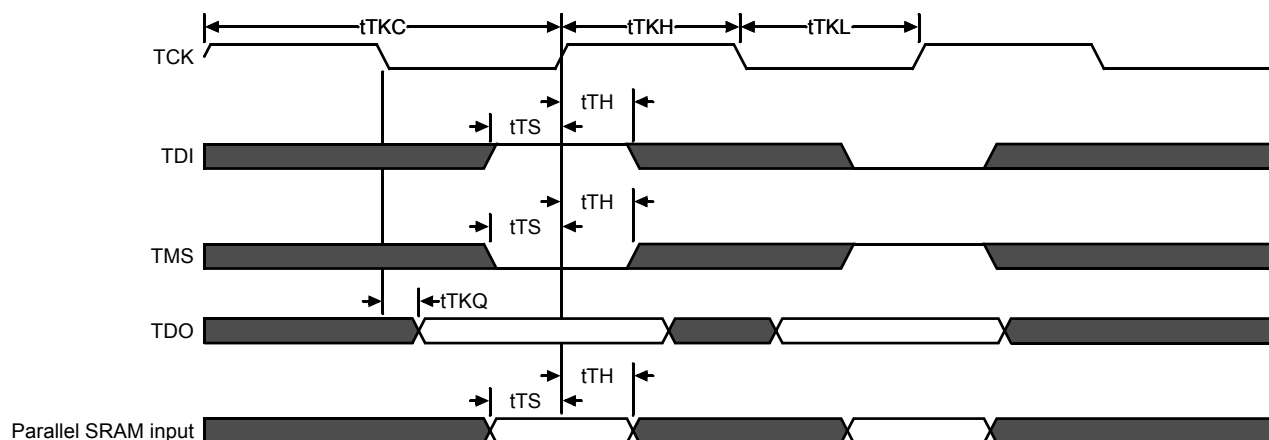 tTKC tTKH tTKL
TCK
tTH
tTS
TDI
tTH
tTS
TMS
tTKQ
TDO
tTH
tTS
Parallel SRAM input